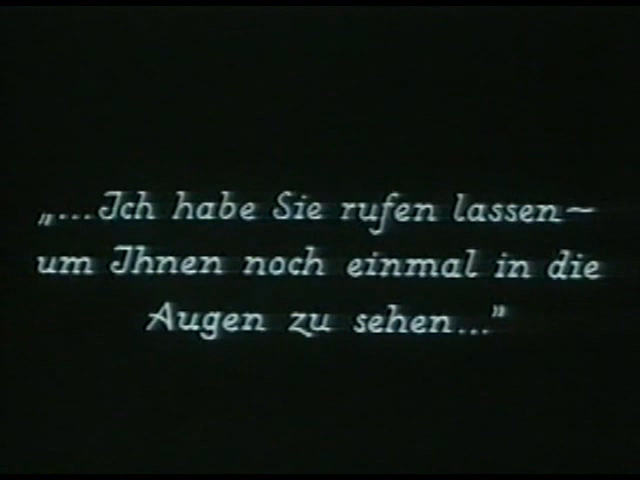 „...Ich habe Sie rufen lassen~
um Ihnen noch einmal in die
Augen zu sehen..."